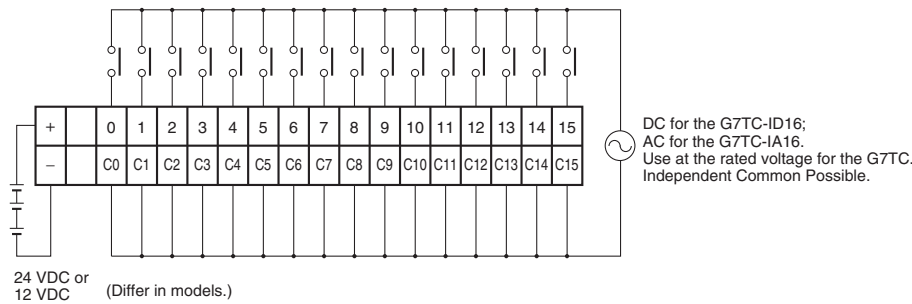 + 0 1 2 3 4 5 6 7 8 9 10 11 12 13 14 15
− C0 C1 C2 C3 C4 C5 C6 C7 C8 C9 C10 C11 C12 C13 C14 C15
DC for the G7TC-ID16;
AC for the G7TC-IA16.
Use at the rated voltage for the G7TC.
Independent Common Possible.
24 VDC or
12 VDC (Differ in models.)